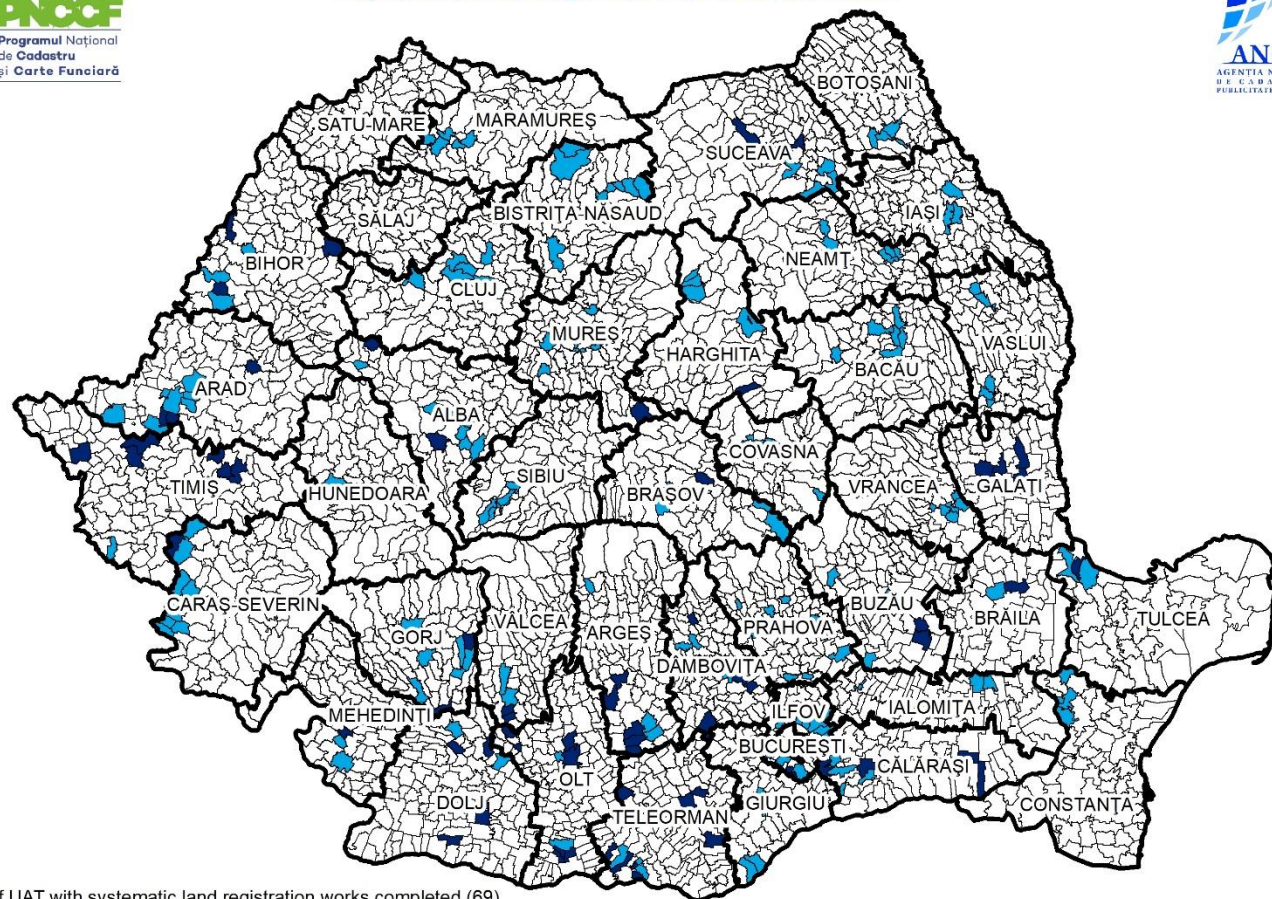 PNCCF
Programul Național
de Cadastru
și Carte Funciară
AGENȚIA
DE
BOTOȘANI
SATU-MARE
MARAMUREȘ
SUCEAVA
SĂLAJ
BISTRIȚA-NĂSAUD
IAȘI
BIHOR
NEAMȚ
CLUJ
MUREȘ
HARGHITA
VASLUI
BACĂU
ARAD
ALBA
COVASNA
SIBIU
TIMIȘ
HUNEDOARA
BRAȘOV
VRANCEA
GALAȚI
CARAȘ-SEVERIN
VÂLCEA
BUZĂU
GORJ
ARGEȘ
PRAHOVA
BRĂILA
TULCEA
DÂMBOVIȚA
MEHEDINȚI
ILFOV
IALOMIȚA
BUCUREȘTI
CĂLĂRAȘI
OLT
DOLJ
GIURGIU
CONSTANȚA
TELEORMAN
UAT with systematic land registration works completed (69)